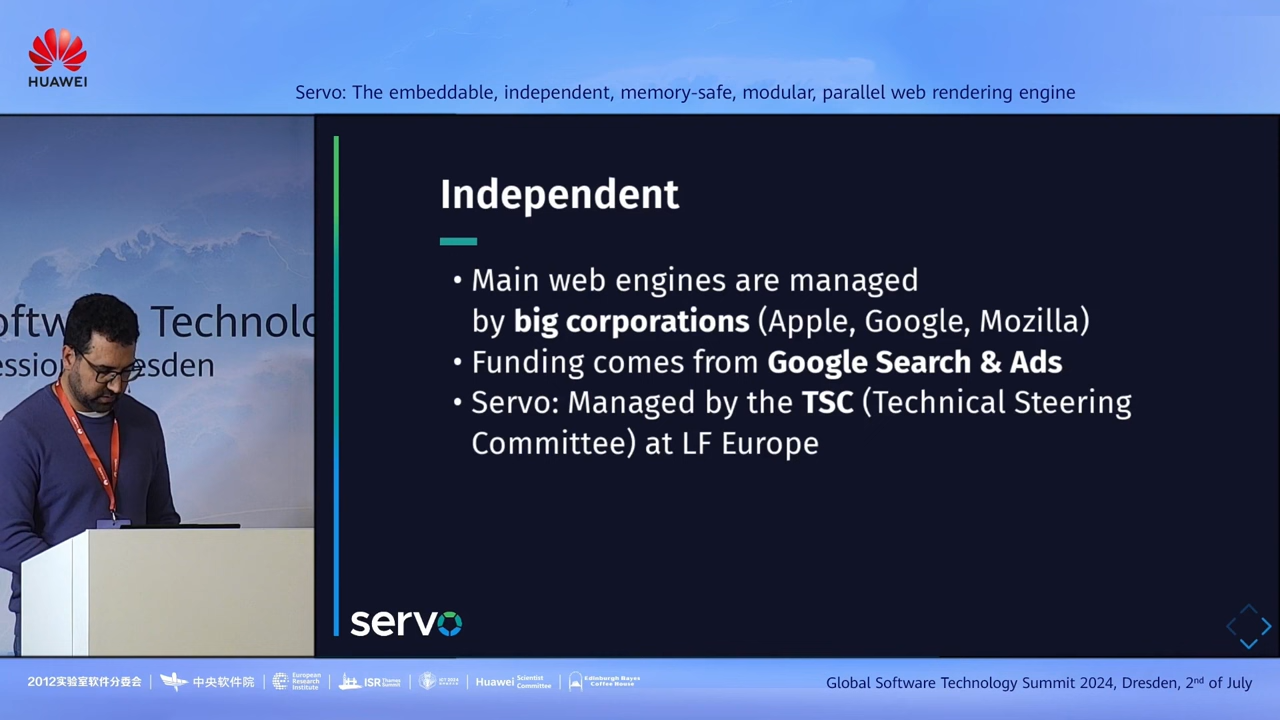 HUAWEI
Servo: The embeddable, independent, memory-safe, modular, parallel web rendering engine
oftw Technolo
essio esden
Independent
• Main web engines are managed
by big corporations (Apple, Google, Mozilla)
• Funding comes from Google Search & Ads
• Servo: Managed by the TSC (Technical Steering
Committee) at LF Europe
servo
2012实验室软件分委会
中央软件院
European
Research
Institute
ISR
Huawei Scientist
Committee
Edinburgh Bayes
Coffee House
Global Software Technology Summit 2024, Dresden, 2nd of July